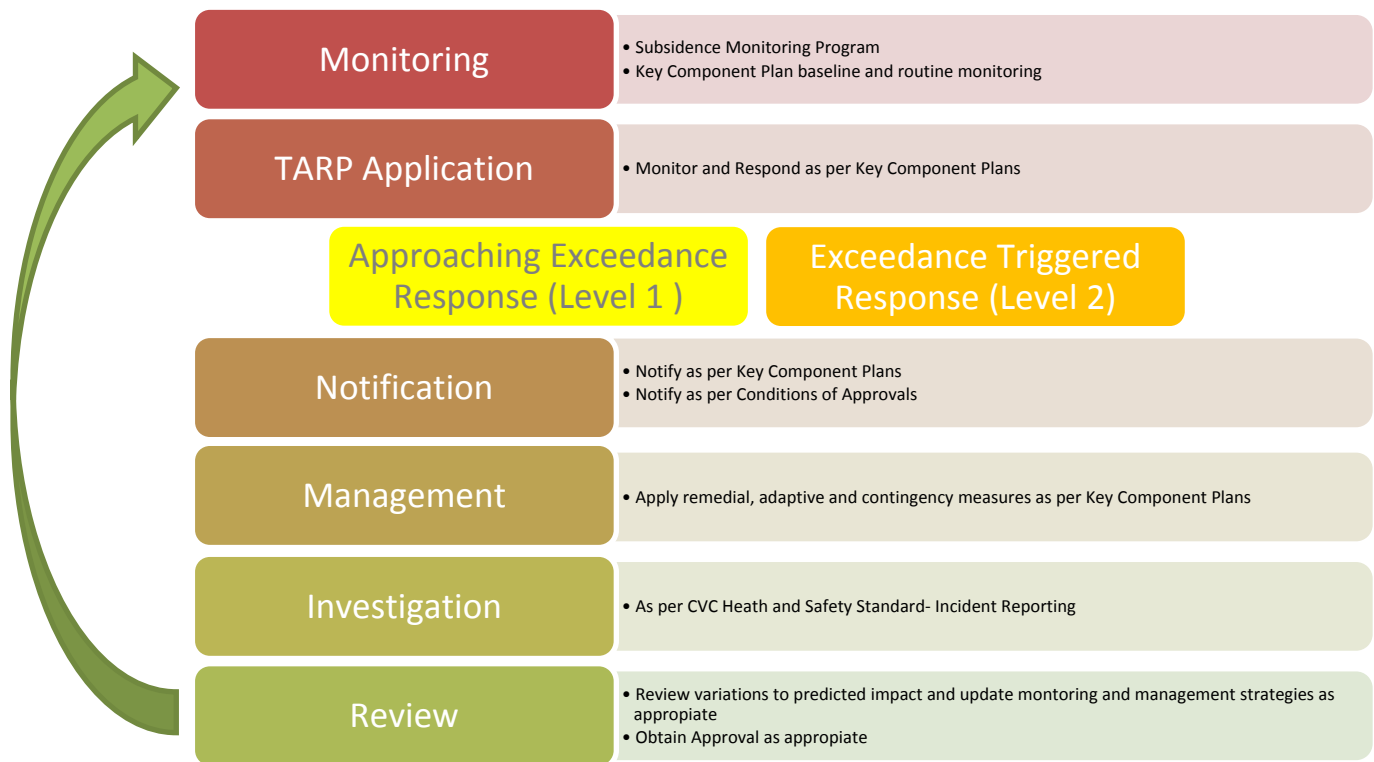 Monitoring
• Subsidence Monitoring Program
• Key Component Plan baseline and routine monitoring
TARP Application
• Monitor and Respond as per Key Component Plans
Approaching Exceedance
Response (Level 1 )
Exceedance Triggered
Response (Level 2)
Notification
• Notify as per Key Component Plans
• Notify as per Conditions of Approvals
Management
• Apply remedial, adaptive and contingency measures as per Key Component Plans
Investigation
• As per CVC Heath and Safety Standard- Incident Reporting
Review
• Review variations to predicted impact and update montoring and management strategies as
appropiate
• Obtain Approval as appropiate